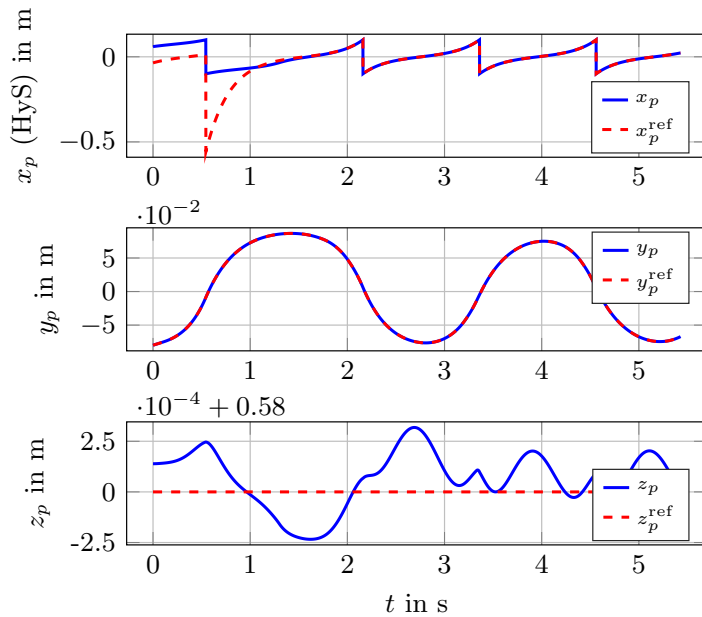 x_p (HyS) in m
0
−0.5
x_p
x_p^ref
0 1 2 3 4 5
·10^−2
y_p in m
5
0
−5
y_p
y_p^ref
0 1 2 3 4 5
·10^−4 + 0.58
z_p in m
2.5
0
-2.5
z_p
z_p^ref
0 1 2 3 4 5
t in s